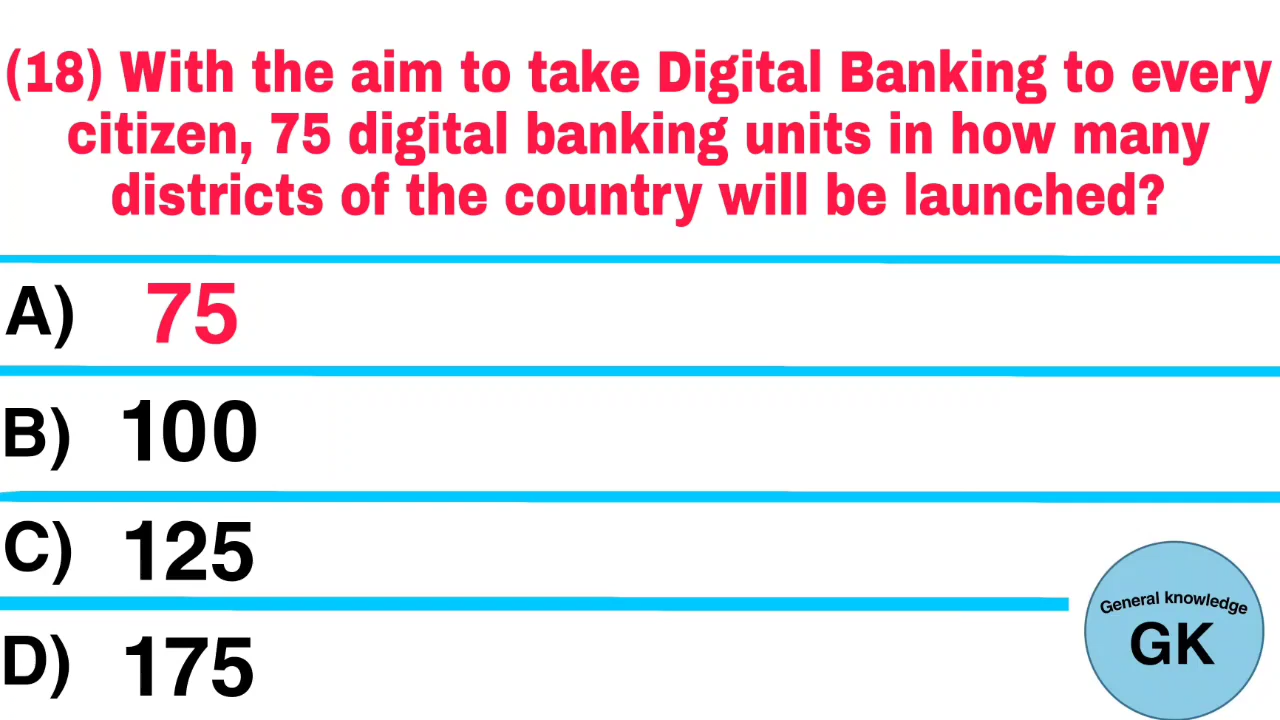 (18) With the aim to take Digital Banking to every
citizen, 75 digital banking units in how many
districts of the country will be launched?
A) 75
B) 100
C) 125
D) 175
General knowledge
GK